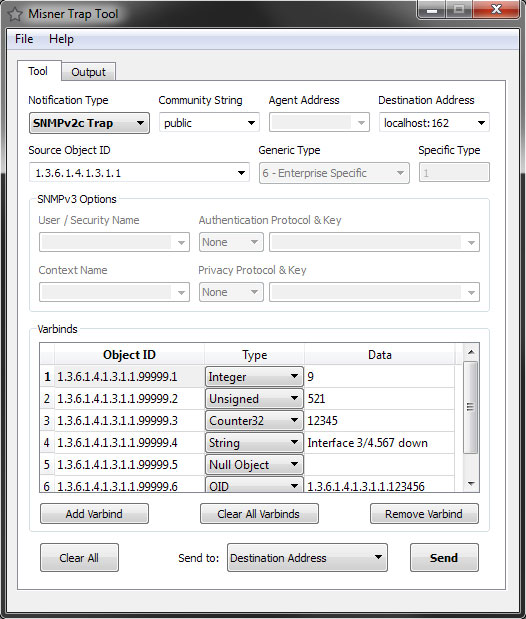 Misner Trap Tool
File Help
Tool Output
Notification Type Community String Agent Address Destination Address
SNMPv2c Trap public localhost:162
Source Object ID Generic Type Specific Type
1.3.6.1.4.1.3.1.1 6 - Enterprise Specific 1
SNMPv3 Options
User / Security Name Authentication Protocol & Key
None
Context Name Privacy Protocol & Key
None
Varbinds
Object ID Type Data
1 1.3.6.1.4.1.3.1.1.99999.1 Integer 9
2 1.3.6.1.4.1.3.1.1.99999.2 Unsigned 521
3 1.3.6.1.4.1.3.1.1.99999.3 Counter32 12345
4 1.3.6.1.4.1.3.1.1.99999.4 String Interface 3/4.567 down
5 1.3.6.1.4.1.3.1.1.99999.5 Null Object
6 1.3.6.1.4.1.3.1.1.99999.6 OID 1.3.6.1.4.1.3.1.1.123456
Add Varbind Clear All Varbinds Remove Varbind
Clear All Send to: Destination Address Send